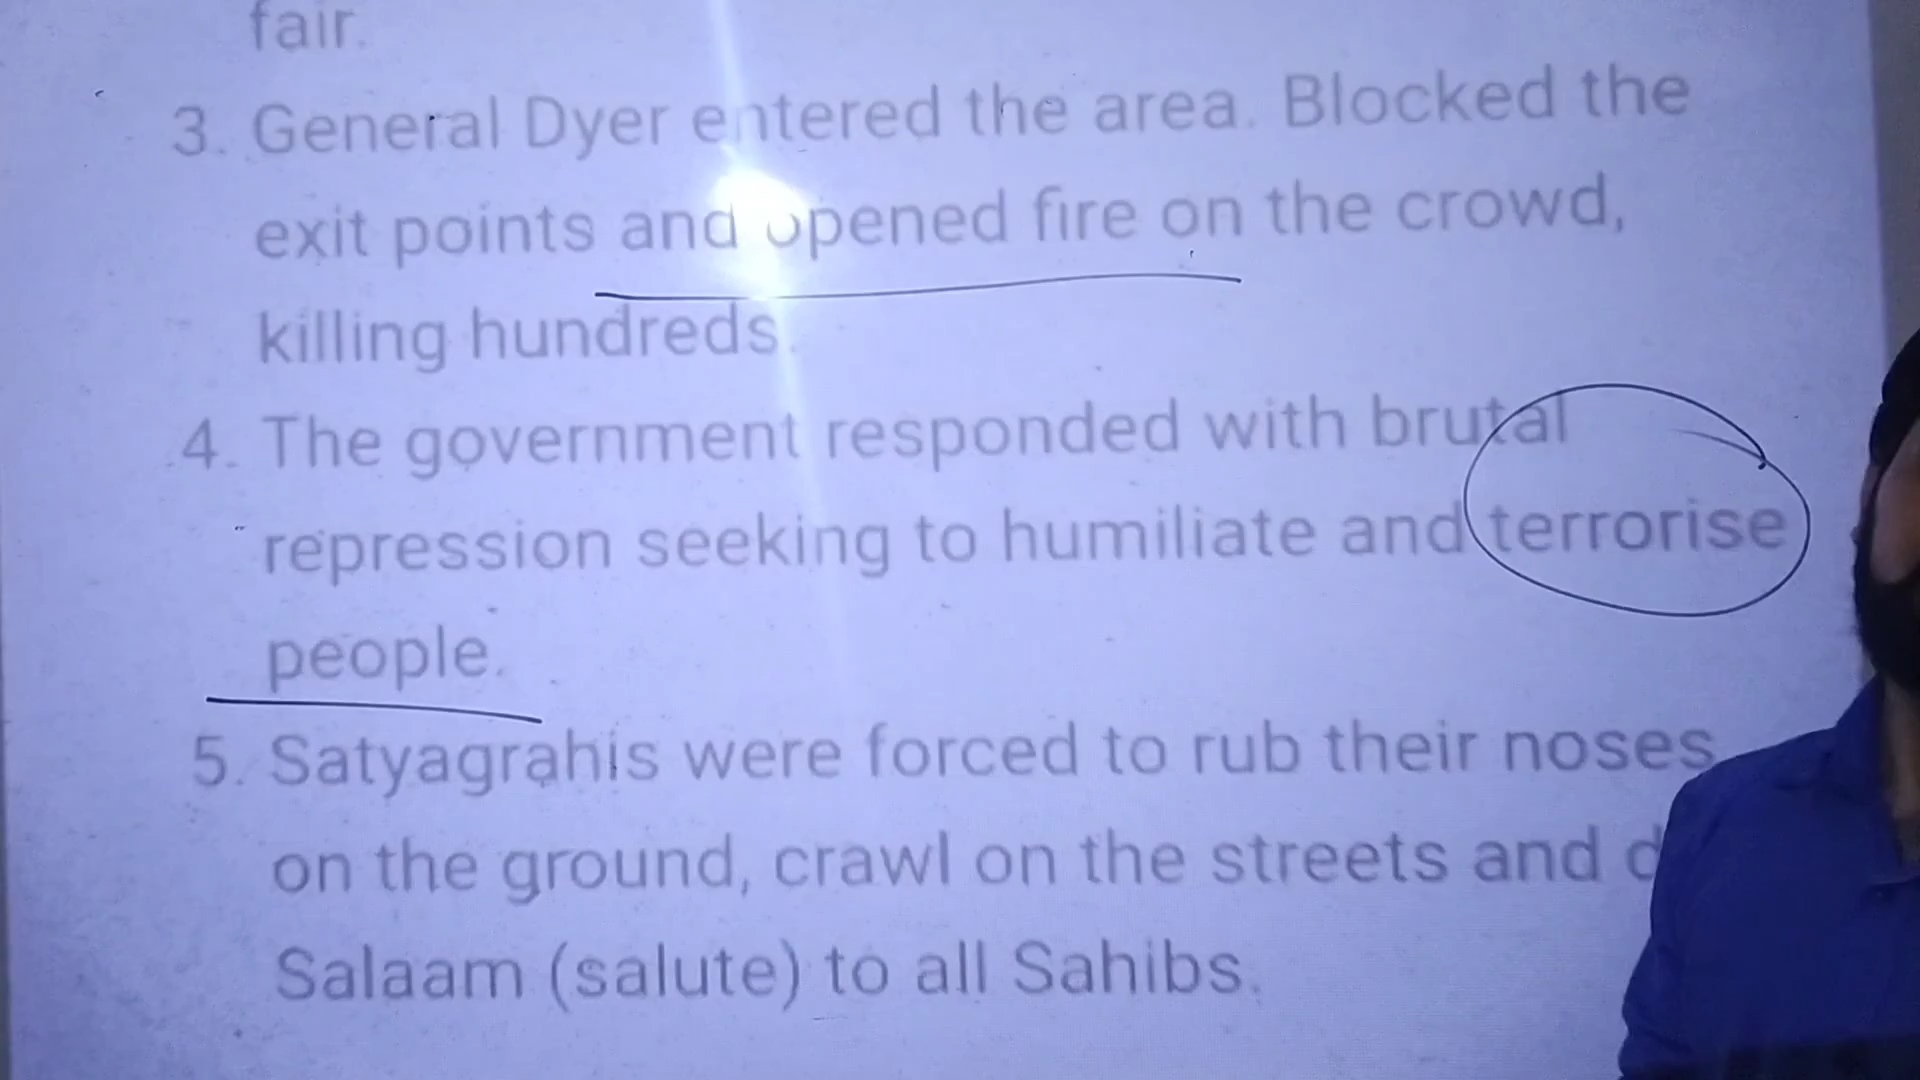 fair.
3. General Dyer entered the area. Blocked the
exit points and opened fire on the crowd,
killing hundreds.
4. The government responded with brutal
repression seeking to humiliate and terrorise
people.
5. Satyagrahis were forced to rub their noses
on the ground, crawl on the streets and
Salaam (salute) to all Sahibs.